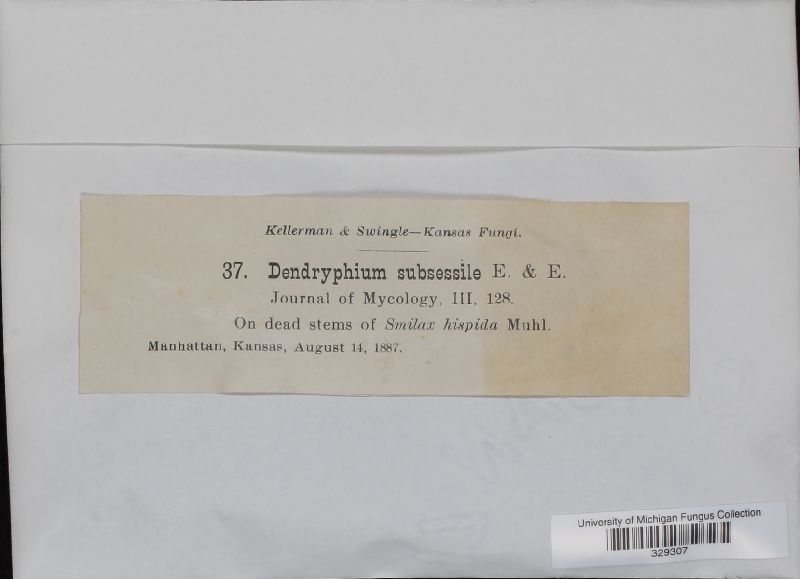 Kellerman & Swingle—Kansas Fungi.
37. Dendryphium subsessile E. & E.
Journal of Mycology, III, 128.
On dead stems of Smilax hispida Muhl.
Manhattan, Kansas, August 14, 1887.
University of Michigan Fungus Collection
329307